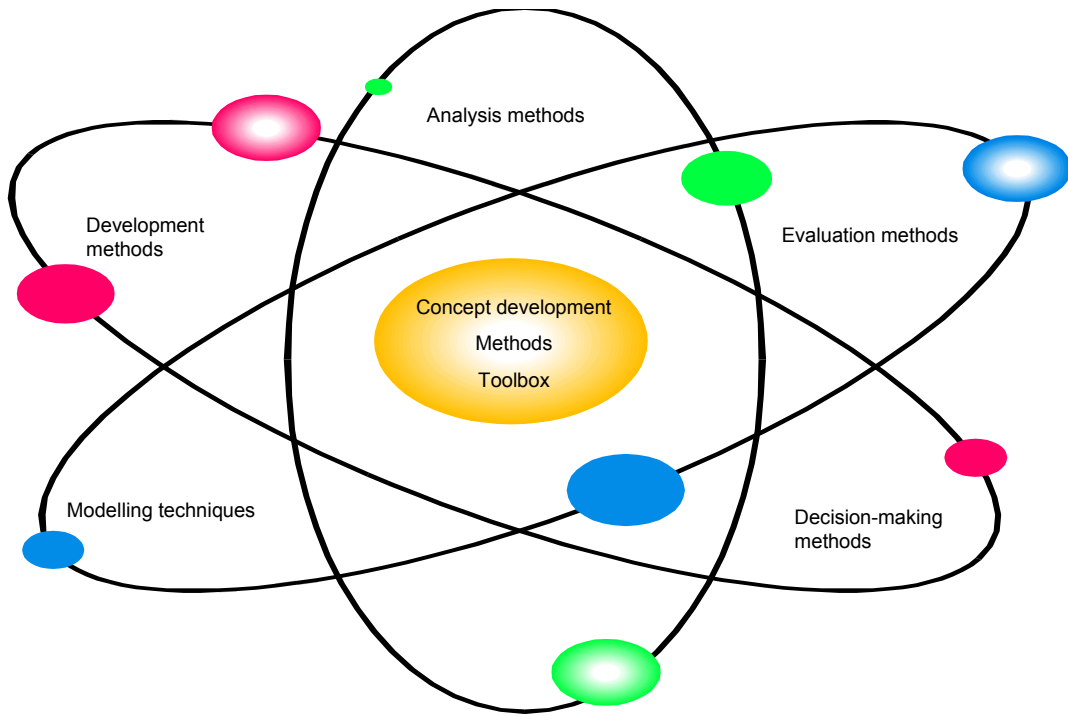 Analysis methods
Development
methods
Evaluation methods
Concept development
Methods
Toolbox
Modelling techniques
Decision-making
methods